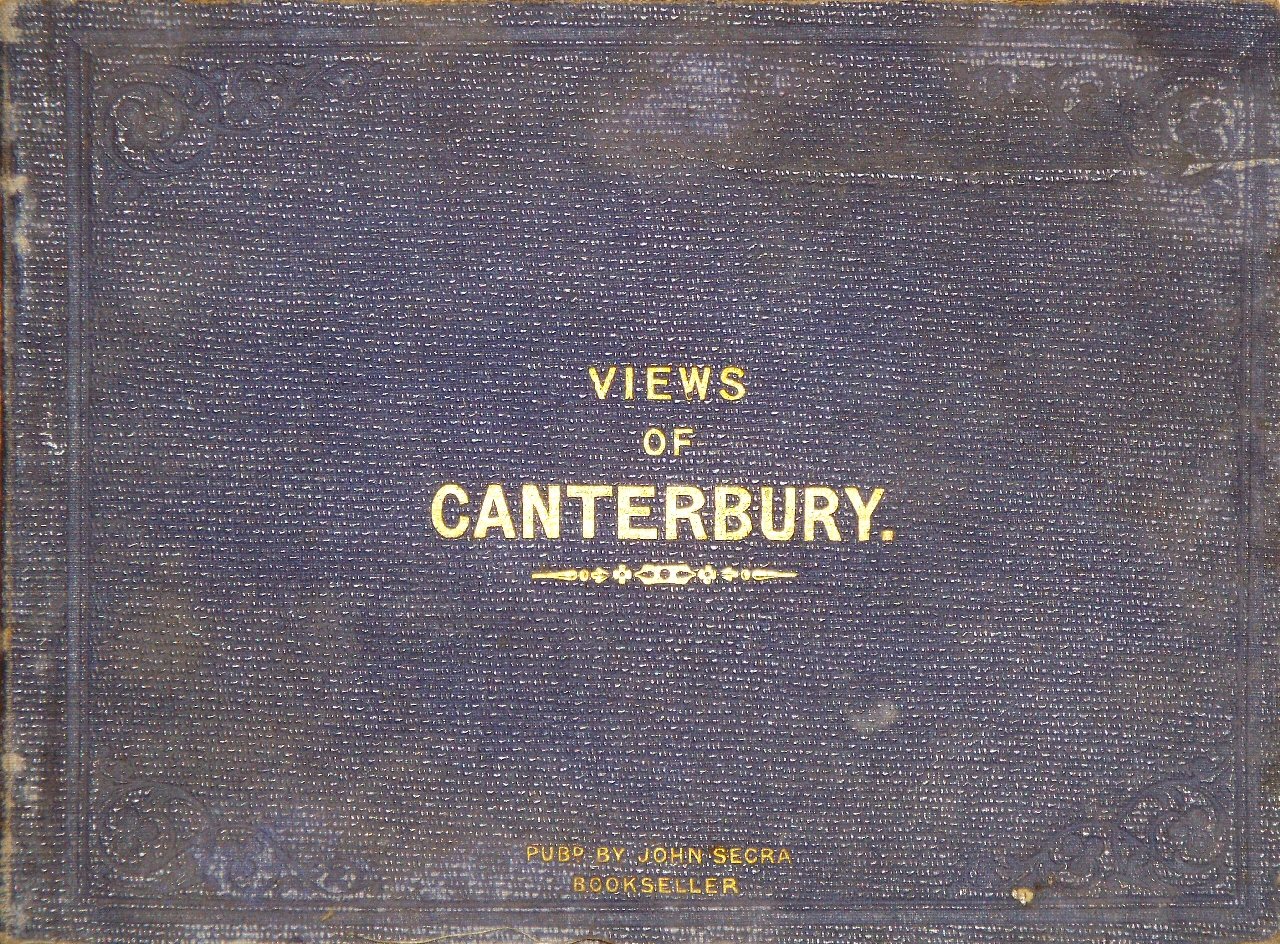 VIEWS
OF
CANTERBURY.
PUBᴰ BY JOHN SECRA
BOOKSELLER